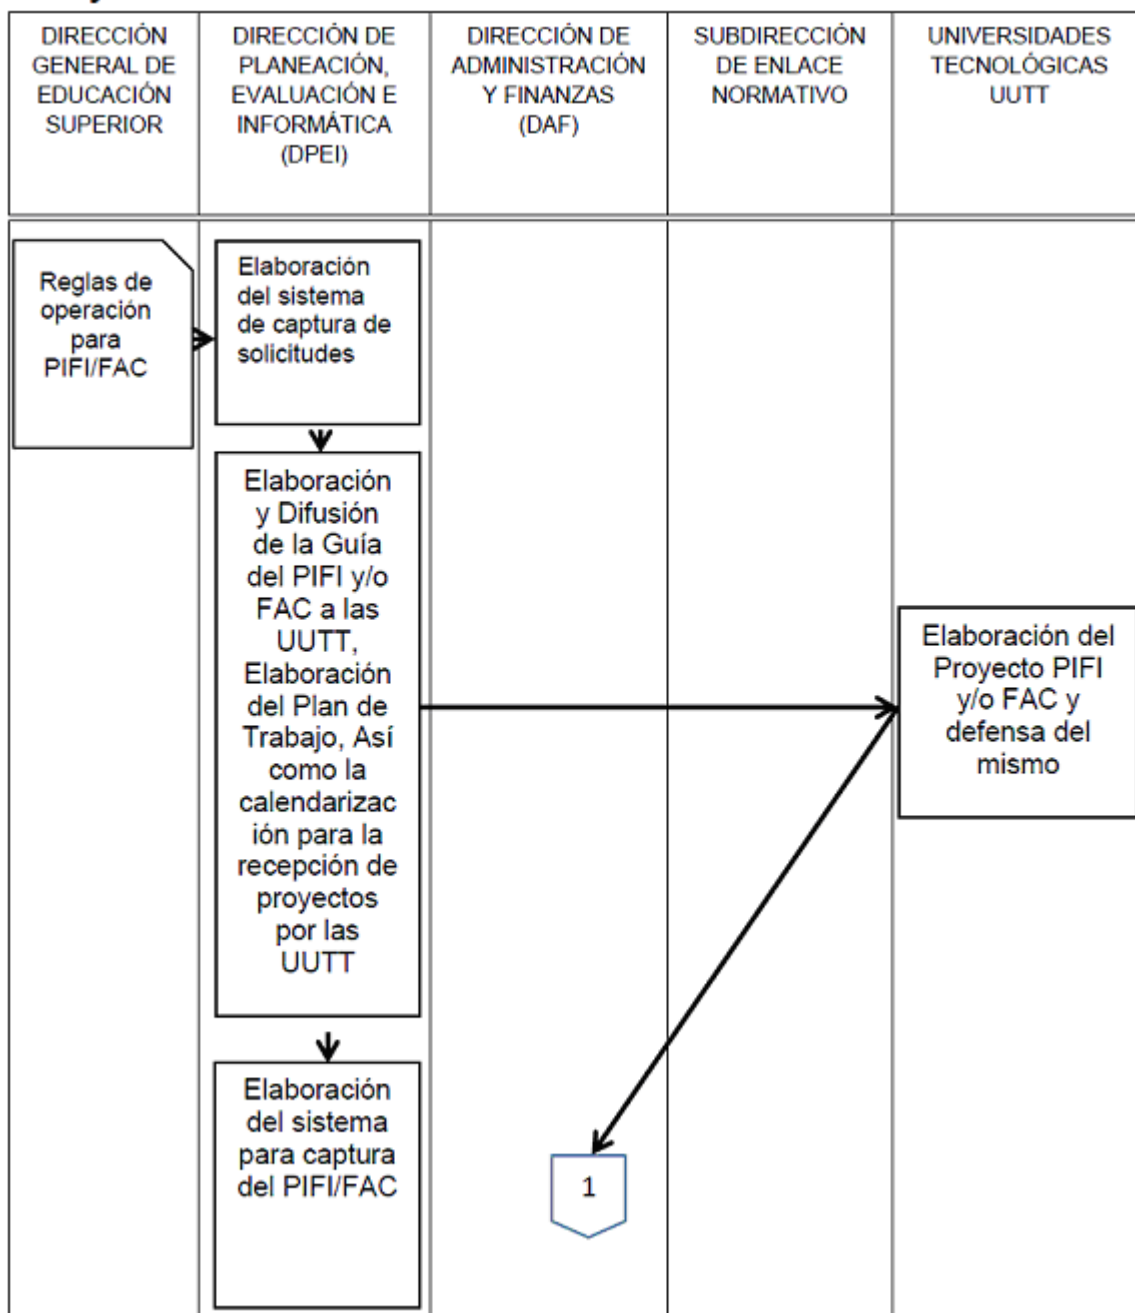 DIRECCIÓN
GENERAL DE
EDUCACIÓN
SUPERIOR
DIRECCIÓN DE
PLANEACIÓN,
EVALUACIÓN E
INFORMÁTICA
(DPEI)
DIRECCIÓN DE
ADMINISTRACIÓN
Y FINANZAS
(DAF)
SUBDIRECCIÓN
DE ENLACE
NORMATIVO
UNIVERSIDADES
TECNOLÓGICAS
UUTT
Reglas de
operación
para
PIFI/FAC
Elaboración
del sistema
de captura de
solicitudes
Elaboración
y Difusión
de la Guía
del PIFI y/o
FAC a las
UUTT,
Elaboración
del Plan de
Trabajo, Así
como la
calendarizac
ión para la
recepción de
proyectos
por las
UUTT
Elaboración del
Proyecto PIFI
y/o FAC y
defensa del
mismo
Elaboración
del sistema
para captura
del PIFI/FAC
1